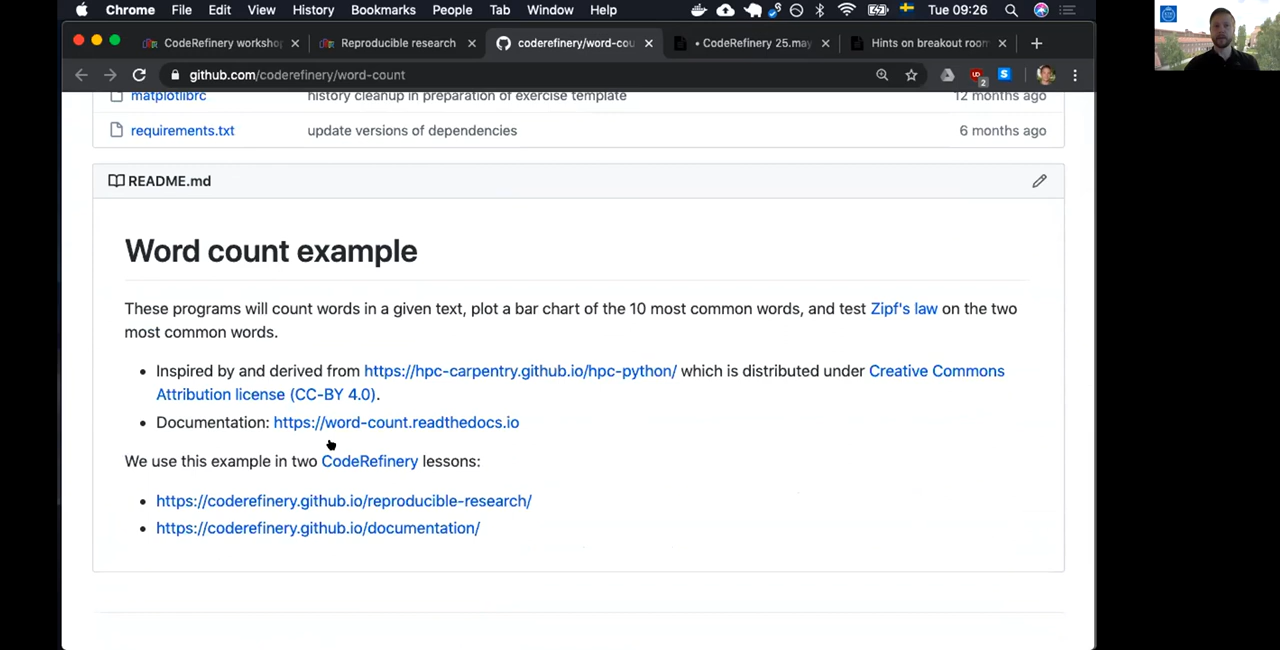 Chrome File Edit View History Bookmarks People Tab Window Help Tue 09:26
CodeRefinery workshop Reproducible research coderefinery/word-cou • CodeRefinery 25.may Hints on breakout room
github.com/coderefinery/word-count
matplotlibrc history cleanup in preparation of exercise template 12 months ago
requirements.txt update versions of dependencies 6 months ago
README.md
Word count example
These programs will count words in a given text, plot a bar chart of the 10 most common words, and test Zipf's law on the two
most common words.
• Inspired by and derived from https://hpc-carpentry.github.io/hpc-python/ which is distributed under Creative Commons
Attribution license (CC-BY 4.0).
• Documentation: https://word-count.readthedocs.io
We use this example in two CodeRefinery lessons:
• https://coderefinery.github.io/reproducible-research/
• https://coderefinery.github.io/documentation/